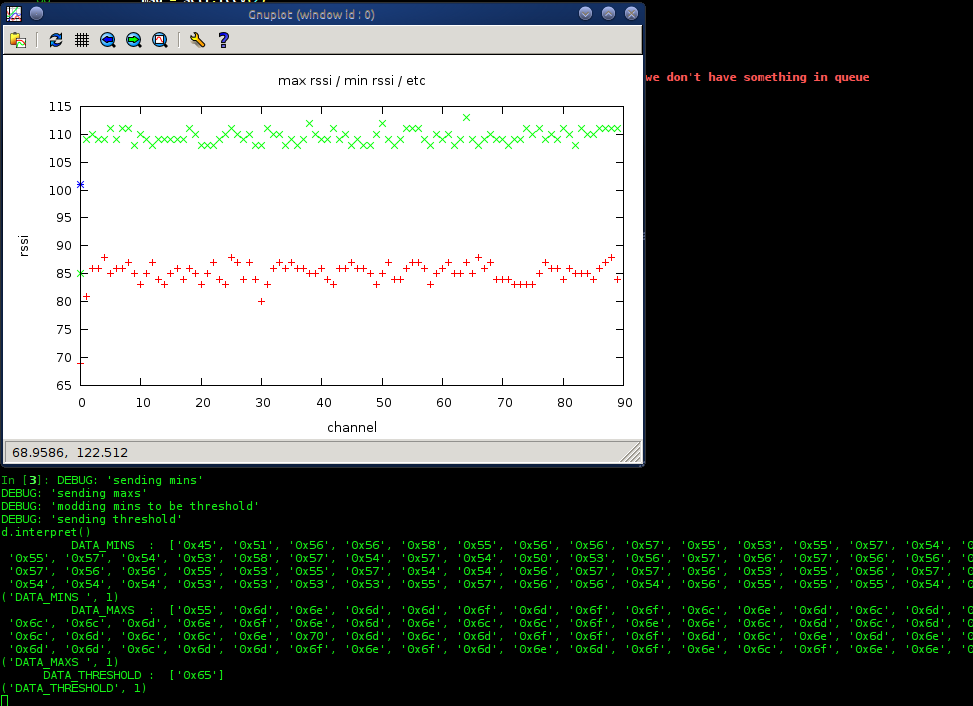 Gnuplot (window id : 0)
we don't have something in queue
max rssi / min rssi / etc
115
110
105
100
95
90
85
80
75
70
65
rssi
0 10 20 30 40 50 60 70 80 90
channel
68.9586, 122.512
In [3]: DEBUG: 'sending mins'
DEBUG: 'sending maxs'
DEBUG: 'modding mins to be threshold'
DEBUG: 'sending threshold'
d.interpret()
DATA_MINS : ['0x45', '0x51', '0x56', '0x56', '0x58', '0x55', '0x56', '0x56', '0x57', '0x55', '0x53', '0x55', '0x57', '0x54', '0
'0x55', '0x57', '0x54', '0x53', '0x58', '0x57', '0x54', '0x57', '0x54', '0x50', '0x53', '0x56', '0x57', '0x56', '0x57', '0
'0x57', '0x56', '0x56', '0x55', '0x53', '0x55', '0x57', '0x54', '0x54', '0x56', '0x57', '0x57', '0x56', '0x53', '0x55', '0
'0x54', '0x54', '0x54', '0x53', '0x53', '0x53', '0x53', '0x55', '0x57', '0x56', '0x56', '0x54', '0x56', '0x55', '0x55', '0x54', '0
('DATA_MINS ', 1)
DATA_MAXS : ['0x55', '0x6d', '0x6e', '0x6d', '0x6d', '0x6f', '0x6d', '0x6f', '0x6f', '0x6c', '0x6e', '0x6d', '0x6c', '0x6d', '0
'0x6c', '0x6c', '0x6d', '0x6e', '0x6f', '0x6e', '0x6d', '0x6e', '0x6c', '0x6c', '0x6f', '0x6e', '0x6e', '0x6c', '0x6d', '0
'0x6c', '0x6d', '0x6c', '0x6c', '0x6e', '0x70', '0x6d', '0x6c', '0x6d', '0x6f', '0x6f', '0x6f', '0x6d', '0x6c', '0x6e', '0
'0x6d', '0x6d', '0x6c', '0x6d', '0x6d', '0x6f', '0x6e', '0x6f', '0x6d', '0x6e', '0x6d', '0x6f', '0x6e', '0x6c', '0x6f', '0x6e', '0
('DATA_MAXS ', 1)
DATA_THRESHOLD : ['0x65']
('DATA_THRESHOLD', 1)